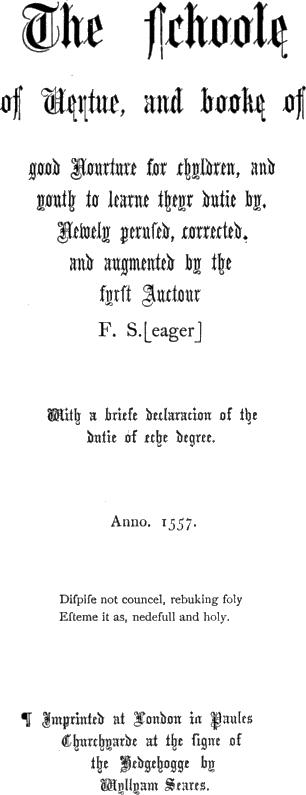 The ſchoole
of Vertue, and booke of
good Nourture for chyldren, and
youth to learne theyr dutie by.
Newely peruſed, corrected,
and augmented by the
fyrſt Auctour
F. S.[eager]
With a briefe declaracion of the
dutie of eche degree.
Anno. 1557.
Diſpiſe not councel, rebuking foly
Eſteme it as, nedefull and holy.
¶ Imprinted at London in Paules
Churchyarde at the ſigne of
the Hedgehogge by
Wyllyam Seares.